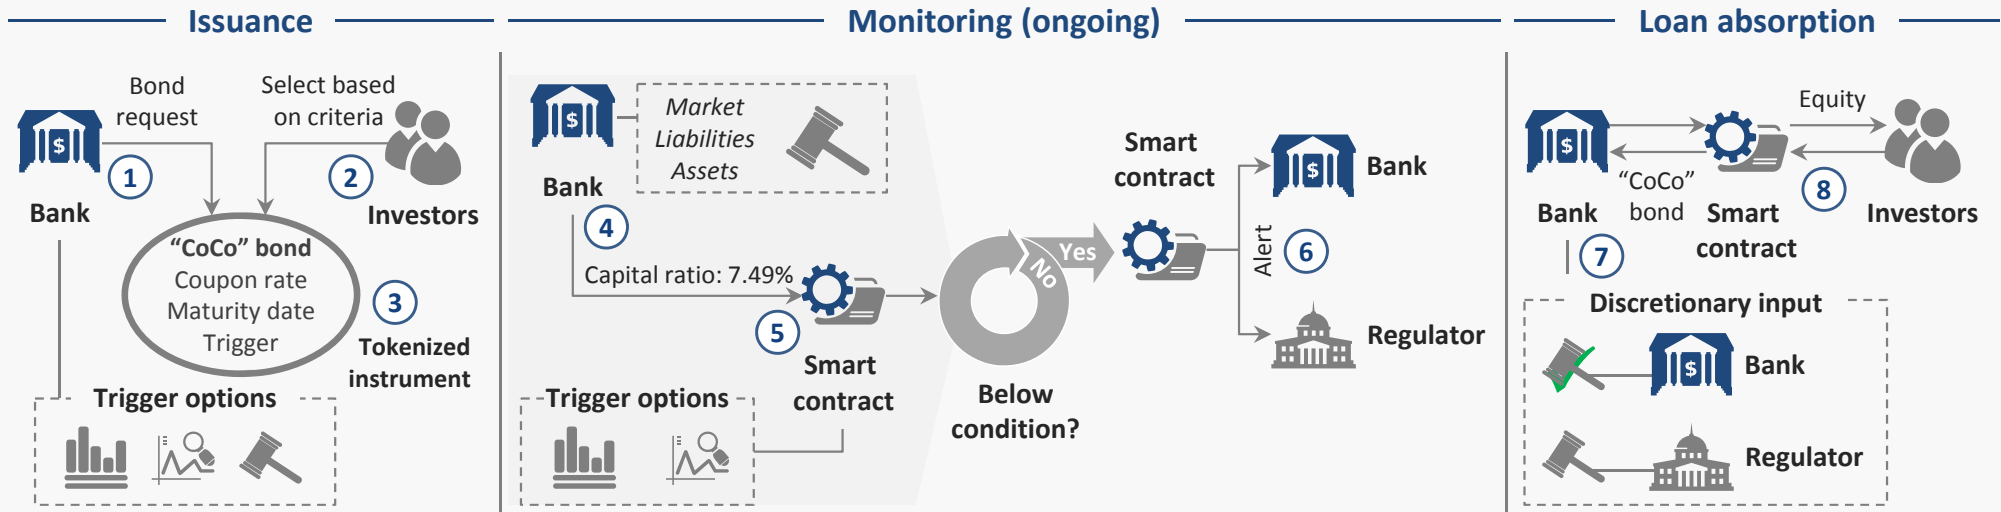 Issuance
Bond
request
Select based
on criteria
$
1
2
Bank
Investors
“CoCo” bond
Coupon rate
Maturity date
Trigger
3
Tokenized
instrument
Trigger options
Monitoring (ongoing)
$
Market
Liabilities
Assets
Bank
4
Capital ratio: 7.49%
5
Smart
contract
Trigger options
No
Yes
Below
condition?
Smart
contract
Alert
6
$
Bank
Regulator
Loan absorption
$
Equity
“CoCo”
bond
8
Bank
Smart
contract
Investors
7
Discretionary input
$
Bank
Regulator